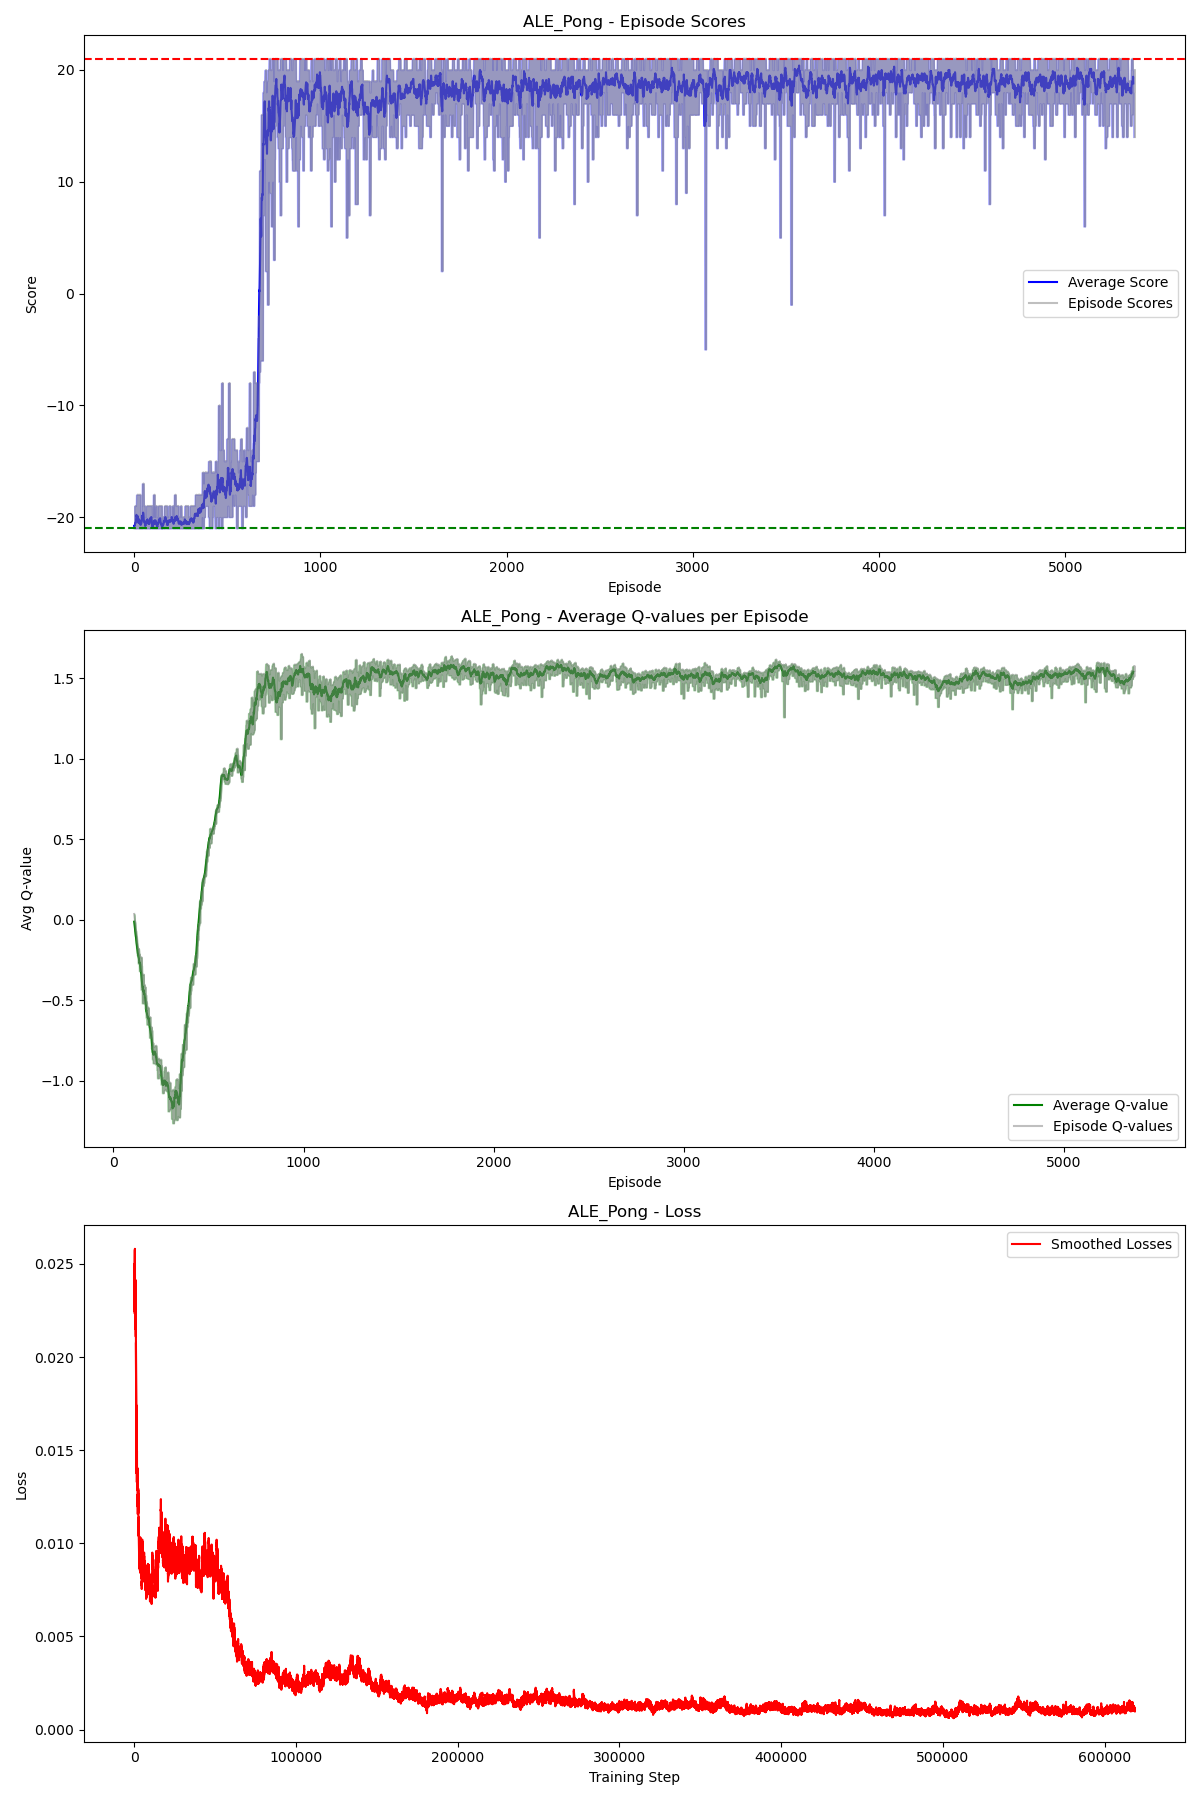 ALE_Pong - Episode Scores
20
10
0
−10
−20
Score
Average Score
Episode Scores
0 1000 2000 3000 4000 5000
Episode
ALE_Pong - Average Q-values per Episode
1.5
1.0
0.5
0.0
−0.5
−1.0
Avg Q-value
Average Q-value
Episode Q-values
0 1000 2000 3000 4000 5000
Episode
ALE_Pong - Loss
Smoothed Losses
0.025
0.020
0.015
0.010
0.005
0.000
Loss
0 100000 200000 300000 400000 500000 600000
Training Step